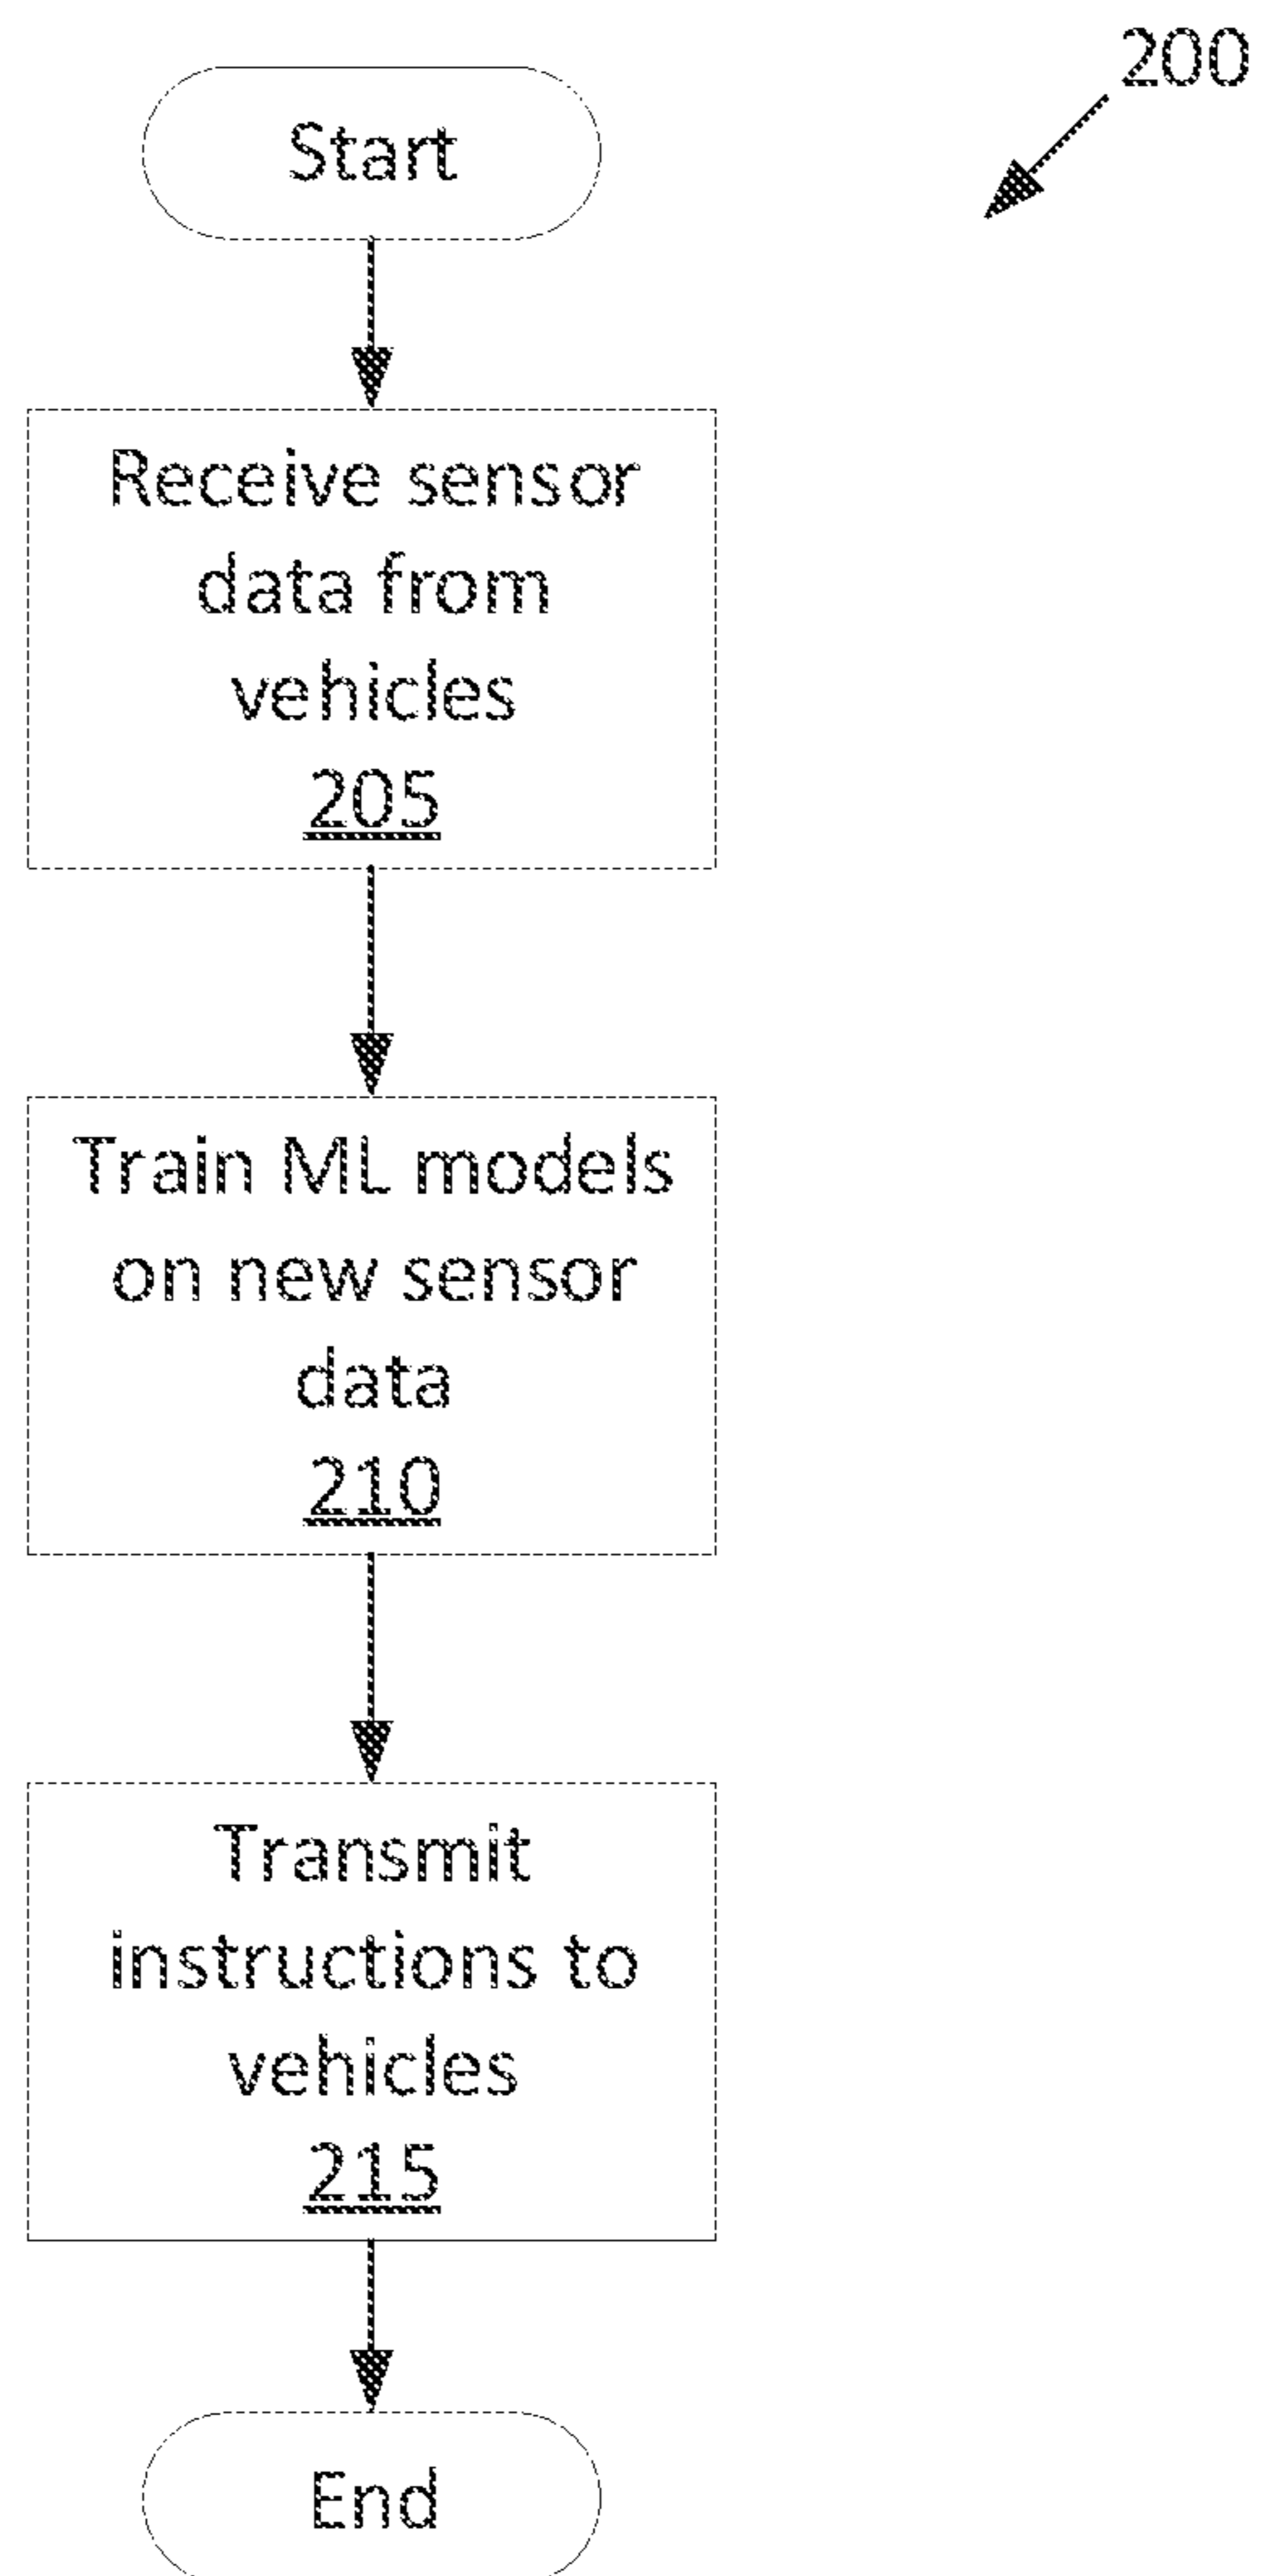 200
Start
Receive sensor
data from
vehicles
205
Train ML models
on new sensor
data
210
Transmit
instructions to
vehicles
215
End